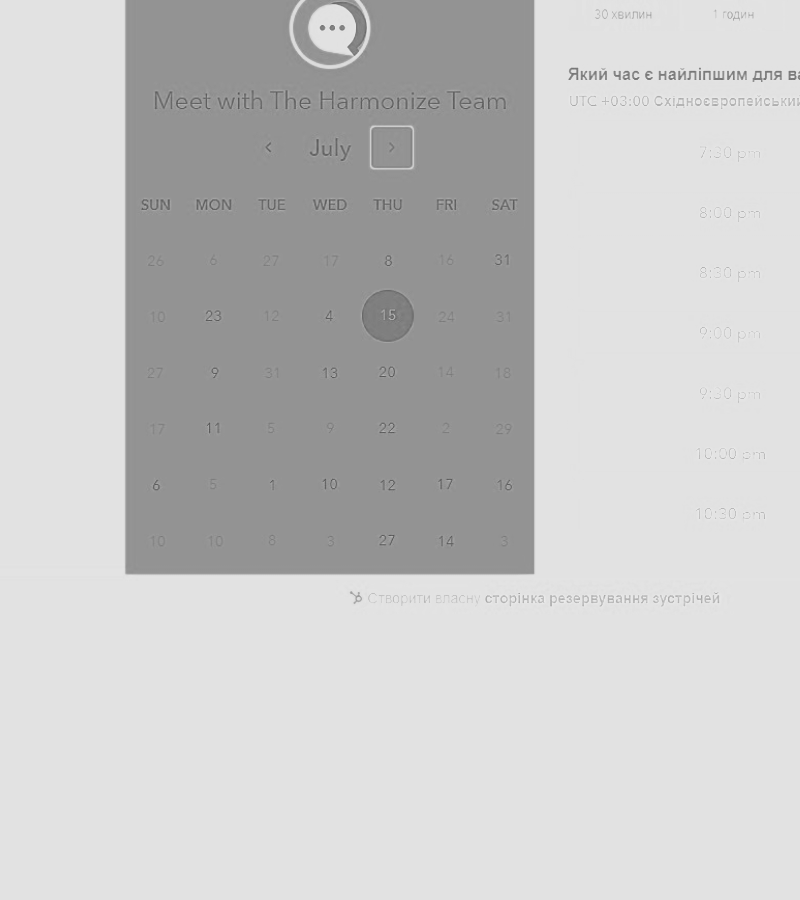 30 хвилин 1 годин
Meet with The Harmonize Team
Який час є найліпшим для ва
UTC +03:00 Східноєвропейський
July
7:30 pm
SUN MON TUE WED THU FRI SAT
8:00 pm
26 6 27 17 8 16 31
8:30 pm
10 23 12 4 15 24 31
9:00 pm
27 9 31 13 20 14 18
9:30 pm
17 11 5 9 22 2 29
10:00 pm
6 5 1 10 12 17 16
10:30 pm
10 10 8 3 27 14 3
Створити власну сторінка резервування зустрічей